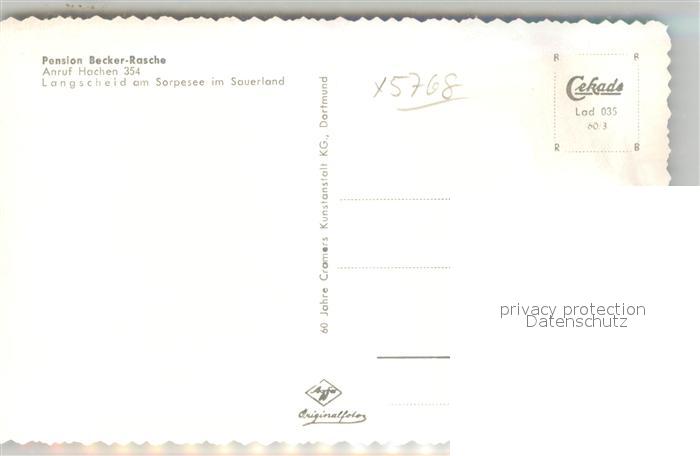 Pension Becker-Rasche
Anruf Hachen 354
Langscheid am Sorpesee im Sauerland
60 Jahre Cramers Kunstanstalt KG., Dortmund
x5768
R R
Cekade
Lad 035
60/3
R B
privacy protection
Datenschutz
Agfa
Originalfoto